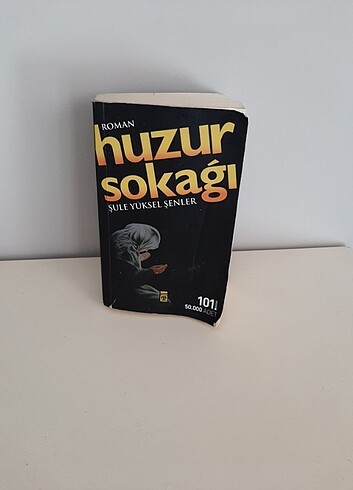 ROMAN
huzur
sokağı
ŞULE YÜKSEL ŞENLER
101
50.000 ADET